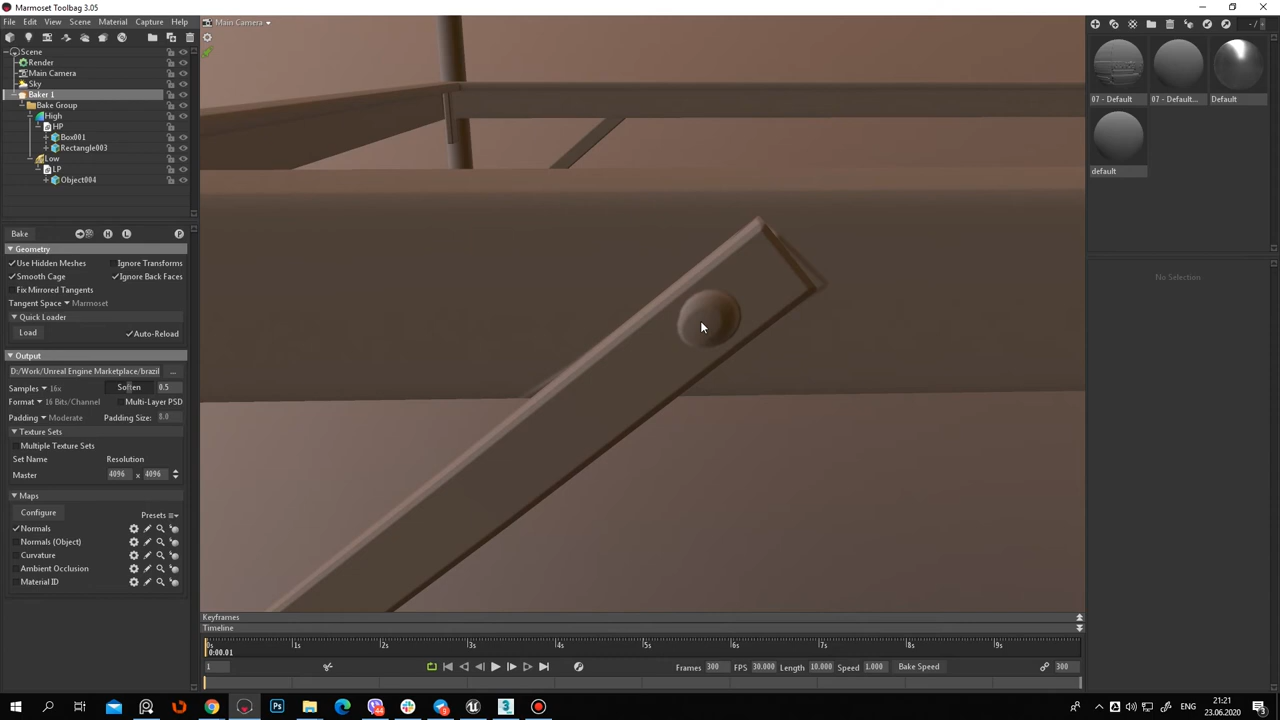 Marmoset Toolbag 3.05
File Edit View Scene Material Capture Help
Main Camera
Scene
Render
Main Camera
Sky
Baker 1
Bake Group
High
HP
Box001
Rectangle003
Low
LP
Object004
Bake
H
L
P
Geometry
Use Hidden Meshes Ignore Transforms
Smooth Cage Ignore Back Faces
Fix Mirrored Tangents
Tangent Space Marmoset
Quick Loader
Load Auto-Reload
Output
D:/Work/Unreal Engine Marketplace/brazil ...
Samples 16x Soften 0.5
Format 16 Bits/Channel Multi-Layer PSD
Padding Moderate Padding Size: 8.0
Texture Sets
Multiple Texture Sets
Set Name Resolution
Master 4096 x 4096
Maps
Configure Presets
Normals
Normals (Object)
Curvature
Ambient Occlusion
Material ID
07 - Default 07 - Default... Default
default
No Selection
Keyframes
Timeline
0s 1s 2s 3s 4s 5s 6s 7s 8s 9s
0:00.01
1 Frames 300 FPS 30.000 Length 10.000 Speed 1.000 Bake Speed 300
Ps
3
ENG
21:21
23.06.2020
3